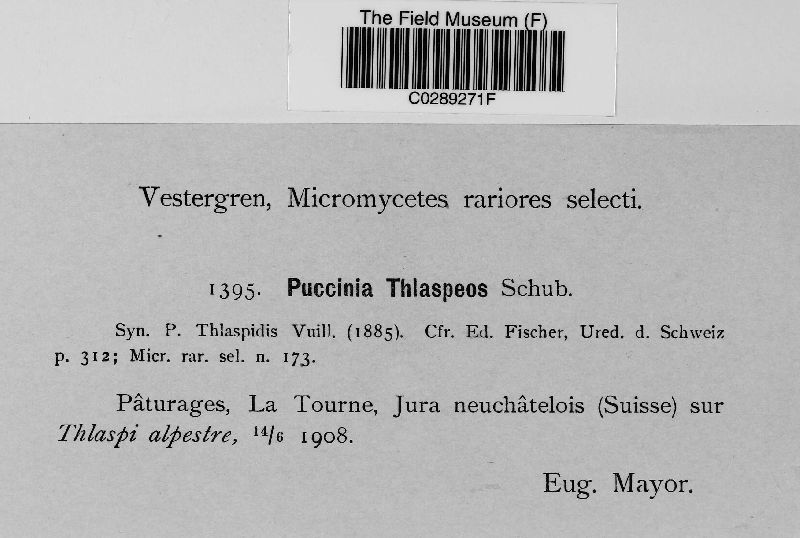 The Field Museum (F)
C0289271F
Vestergren, Micromycetes rariores selecti.
1395. Puccinia Thlaspeos Schub.
Syn. P. Thlaspidis Vuill. (1885). Cfr. Ed. Fischer, Ured. d. Schweiz
p. 312; Micr. rar. sel. n. 173.
Pâturages, La Tourne, Jura neuchâtelois (Suisse) sur
Thlaspi alpestre, 14/6 1908.
Eug. Mayor.